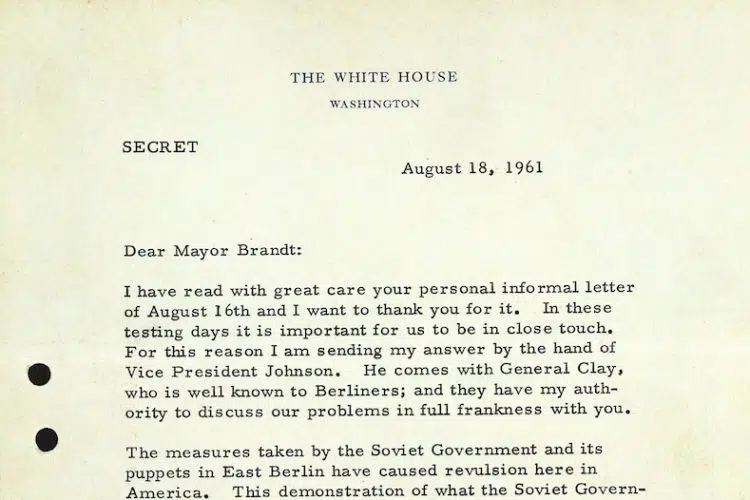 THE WHITE HOUSE
WASHINGTON
SECRET
August 18, 1961
Dear Mayor Brandt:
I have read with great care your personal informal letter
of August 16th and I want to thank you for it. In these
testing days it is important for us to be in close touch.
For this reason I am sending my answer by the hand of
Vice President Johnson. He comes with General Clay,
who is well known to Berliners; and they have my auth-
ority to discuss our problems in full frankness with you.
The measures taken by the Soviet Government and its
puppets in East Berlin have caused revulsion here in
America. This demonstration of what the Soviet Govern-